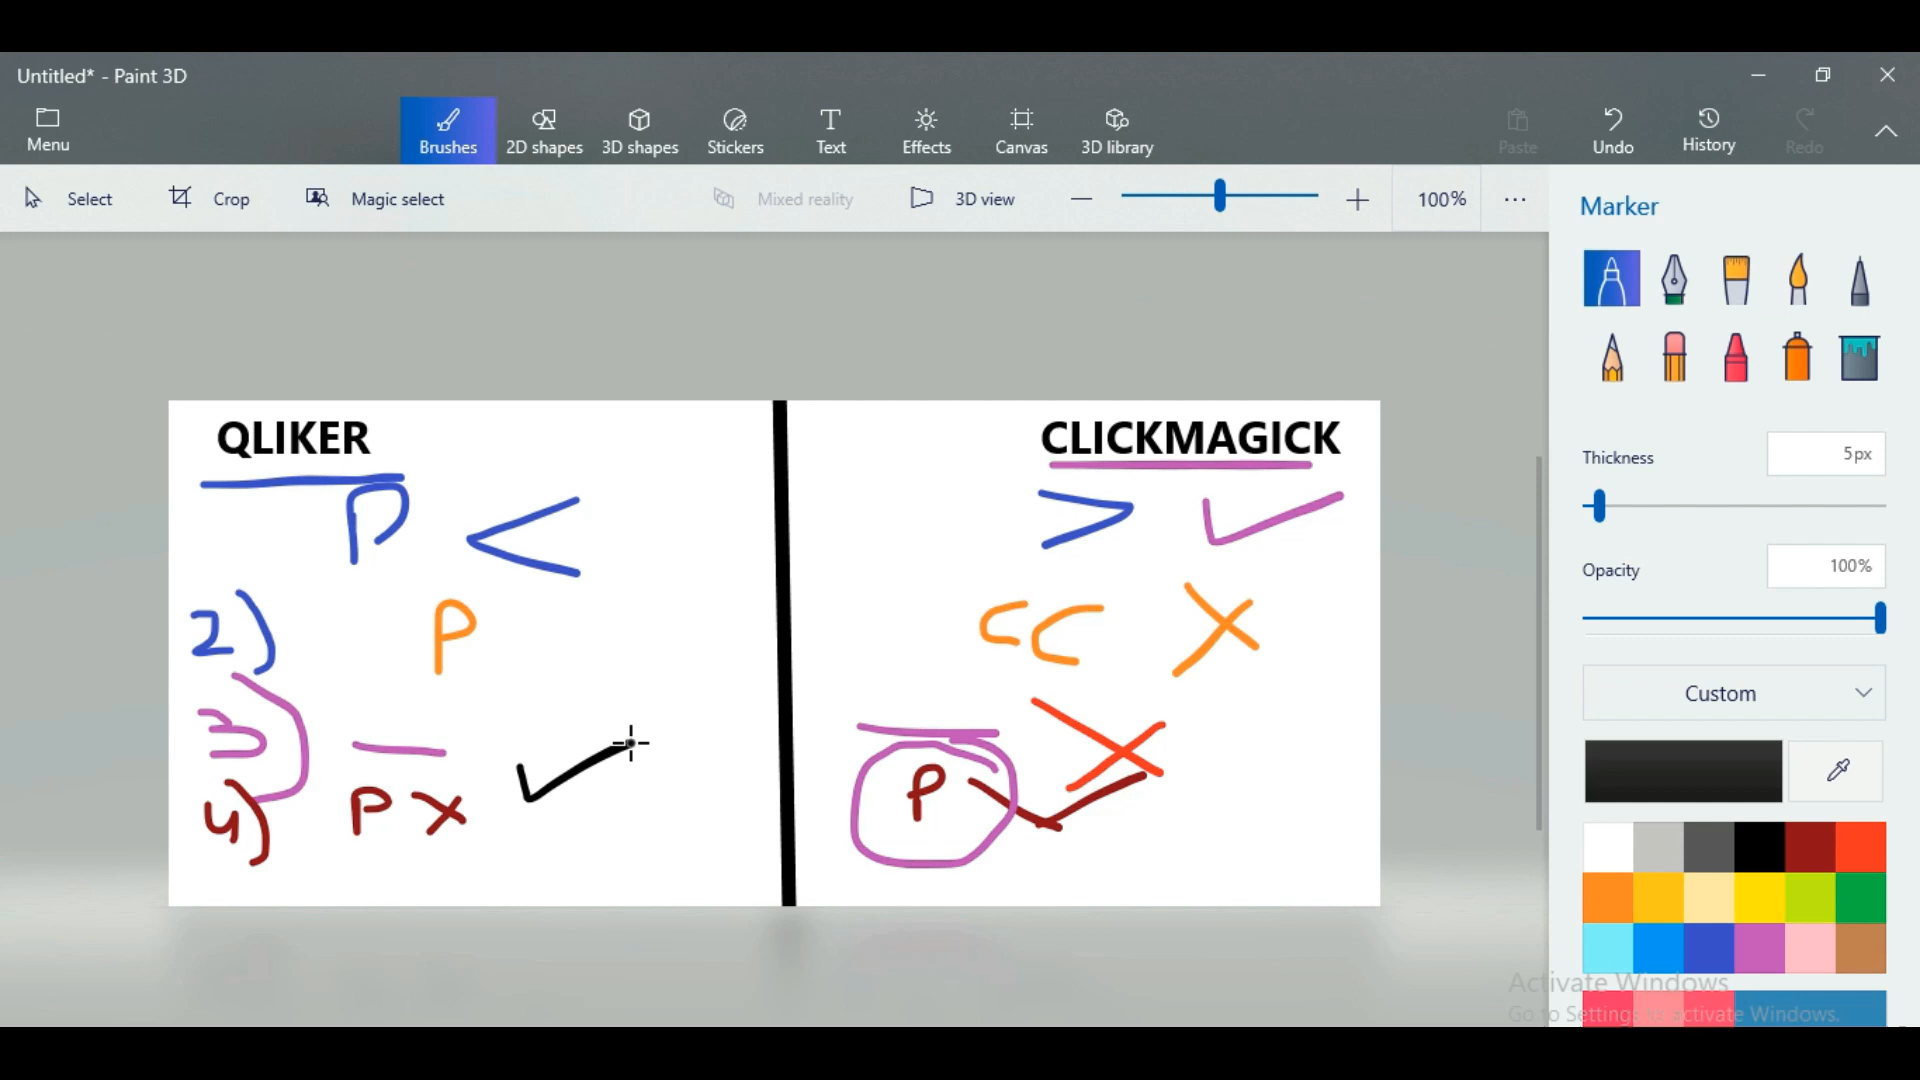 Untitled* - Paint 3D
Menu
Brushes
2D shapes
3D shapes
Stickers
Text
Effects
Canvas
3D library
Paste
Undo
History
Redo
Select
Crop
Magic select
Mixed reality
3D view
100%
Marker
QLIKER
CLICKMAGICK
P <
> 
2) P
CC X
3)
X
4) P X
P
Thickness
5px
Opacity
100%
Custom
Activate Windows
Go to Settings to activate Windows.